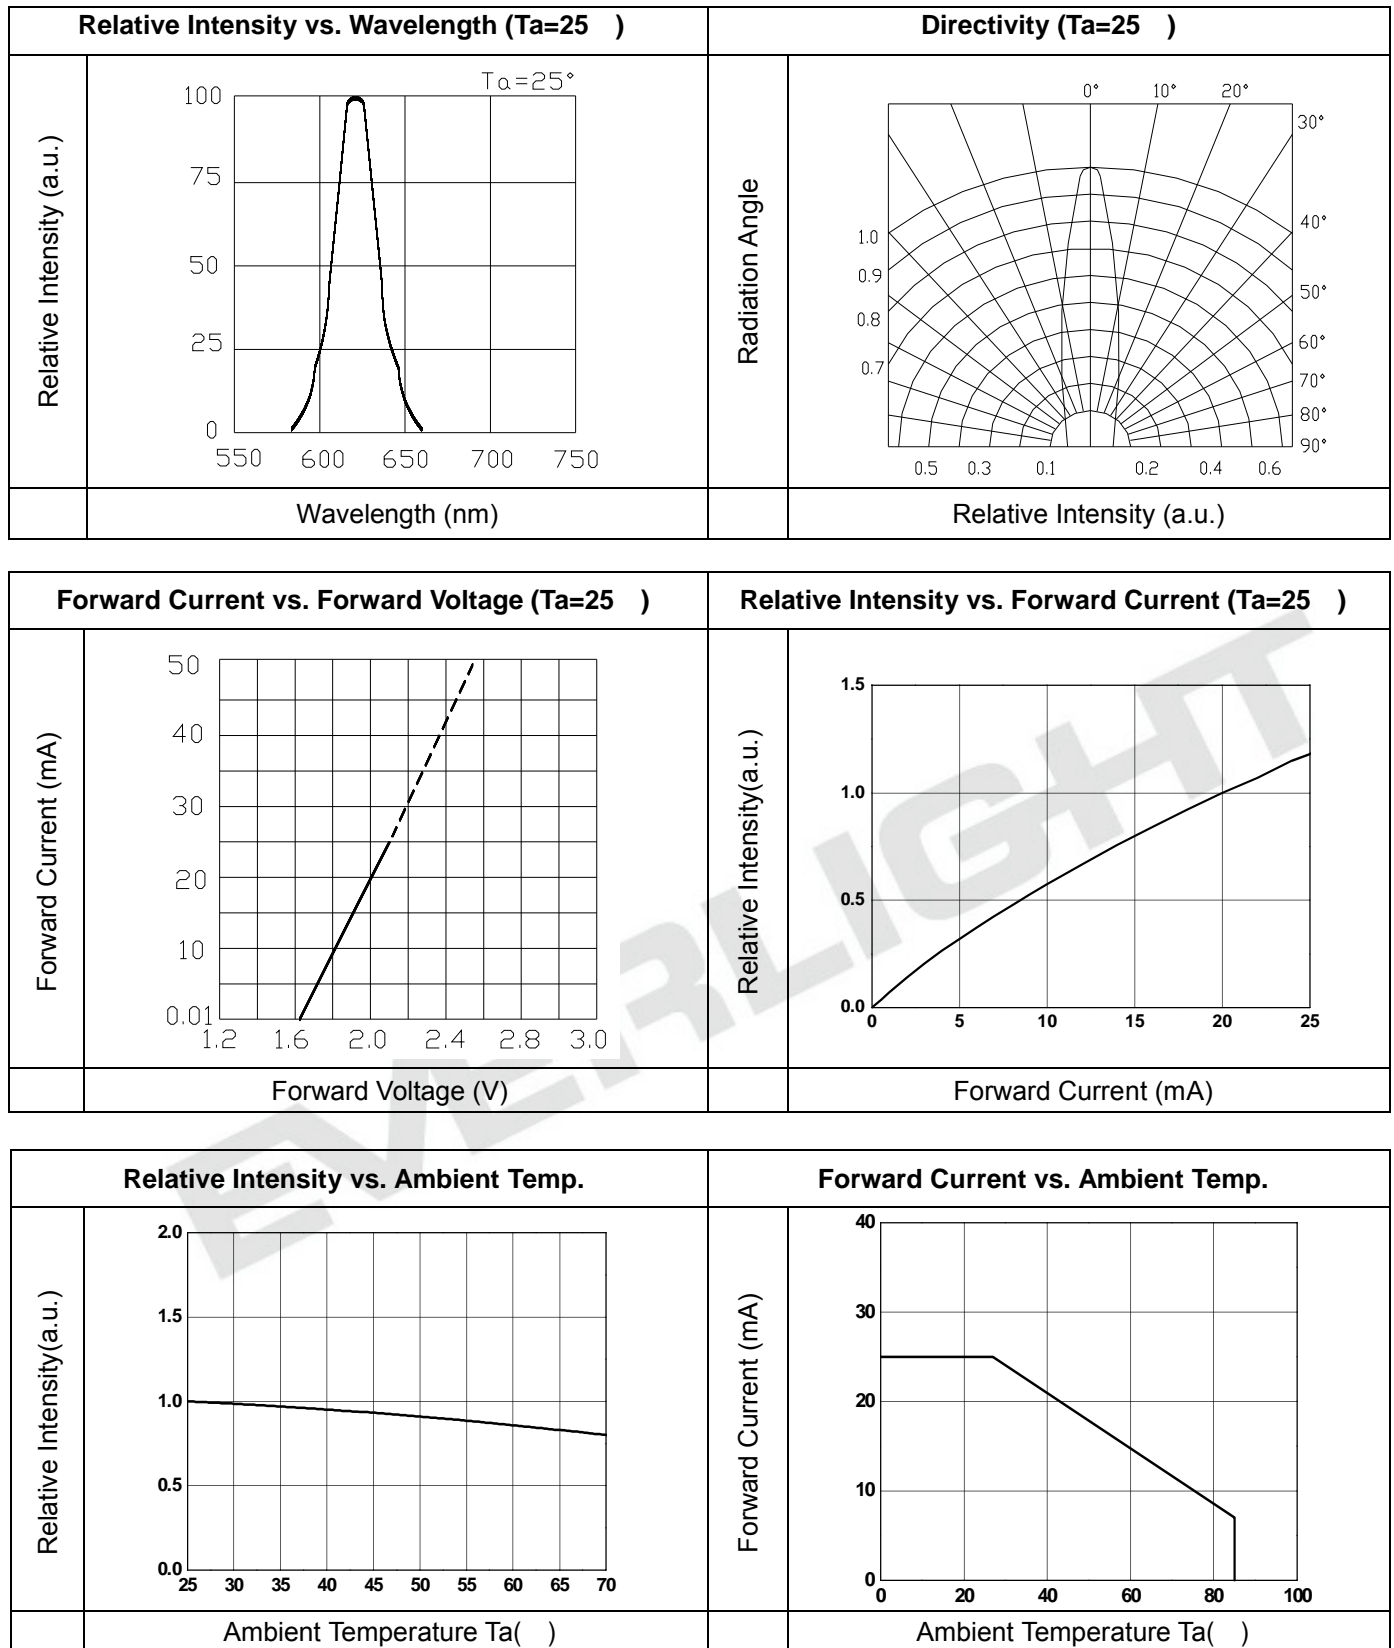 Relative Intensity vs. Wavelength (Ta=25 )
Directivity (Ta=25 )
Relative Intensity (a.u.)
Ta=25°
100
75
50
25
0
550 600 650 700 750
Wavelength (nm)
Radiation Angle
0° 10° 20°
30°
40°
50°
60°
70°
80°
90°
1.0
0.9
0.8
0.7
0.5 0.3 0.1 0.2 0.4 0.6
Relative Intensity (a.u.)
Forward Current vs. Forward Voltage (Ta=25 )
Relative Intensity vs. Forward Current (Ta=25 )
Forward Current (mA)
50
40
30
20
10
0.01
1.2 1.6 2.0 2.4 2.8 3.0
Forward Voltage (V)
Relative Intensity(a.u.)
1.5
1.0
0.5
0.0
0 5 10 15 20 25
Forward Current (mA)
EVERLIGHT
Relative Intensity vs. Ambient Temp.
Forward Current vs. Ambient Temp.
Relative Intensity(a.u.)
2.0
1.5
1.0
0.5
0.0
25 30 35 40 45 50 55 60 65 70
Ambient Temperature Ta( )
Forward Current (mA)
40
30
20
10
0
0 20 40 60 80 100
Ambient Temperature Ta( )